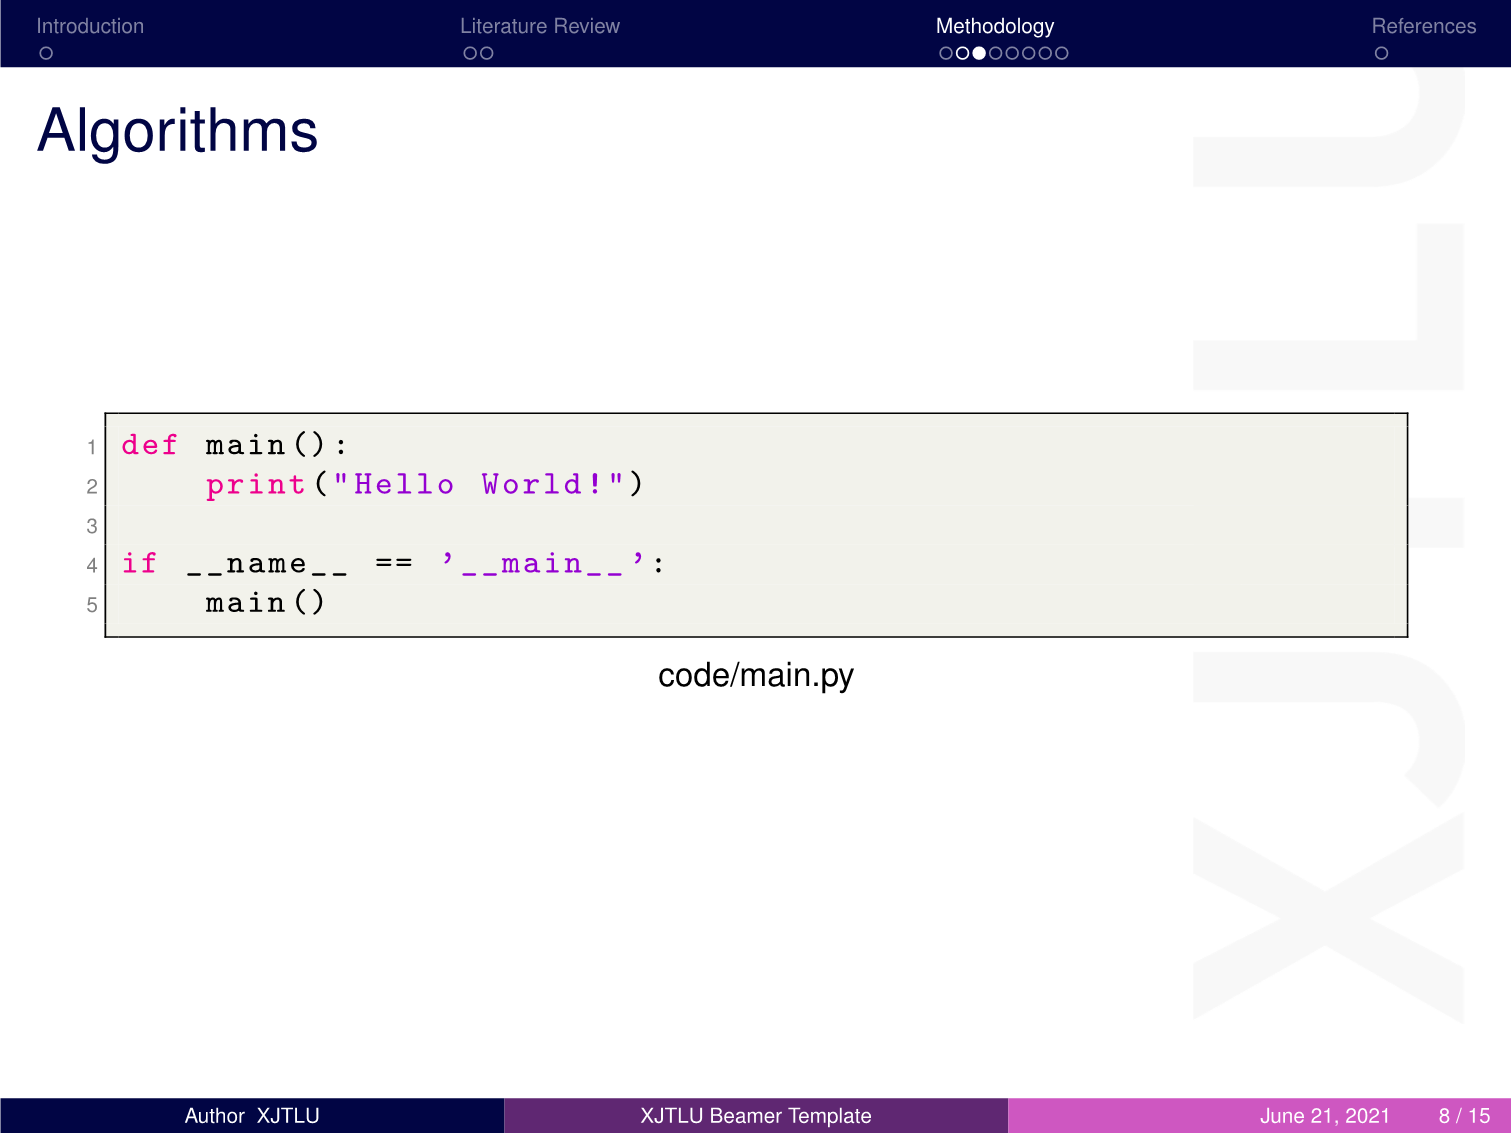 Introduction Literature Review Methodology References
Algorithms
1 def main():
2     print("Hello World!")
3
4 if __name__ == '__main__':
5     main()
code/main.py
XJTLU
Author XJTLU XJTLU Beamer Template June 21, 2021 8 / 15